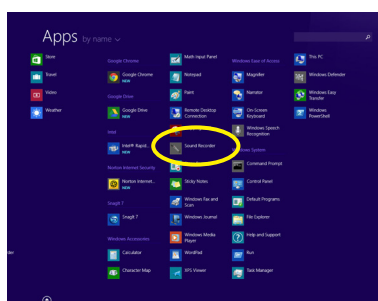 Apps by name
Store
Travel
Video
Weather
der
Google Chrome
Google Chrome
NEW
Google Drive
Google Drive
NEW
Intel
Intel® Rapid...
NEW
Norton Internet Security
Norton Internet...
NEW
SnagIt 7
SnagIt 7
Windows Accessories
Calculator
Character Map
Math Input Panel
Notepad
Paint
Remote Desktop
Connection
Sound Recorder
Sticky Notes
Windows Fax and
Scan
Windows Journal
Windows Media
Player
WordPad
XPS Viewer
Windows Ease of Access
Magnifier
Narrator
On-Screen
Keyboard
Windows Speech
Recognition
Windows System
Command Prompt
Control Panel
Default Programs
File Explorer
Help and Support
Run
Task Manager
This PC
Windows Defender
Windows Easy
Transfer
Windows
PowerShell